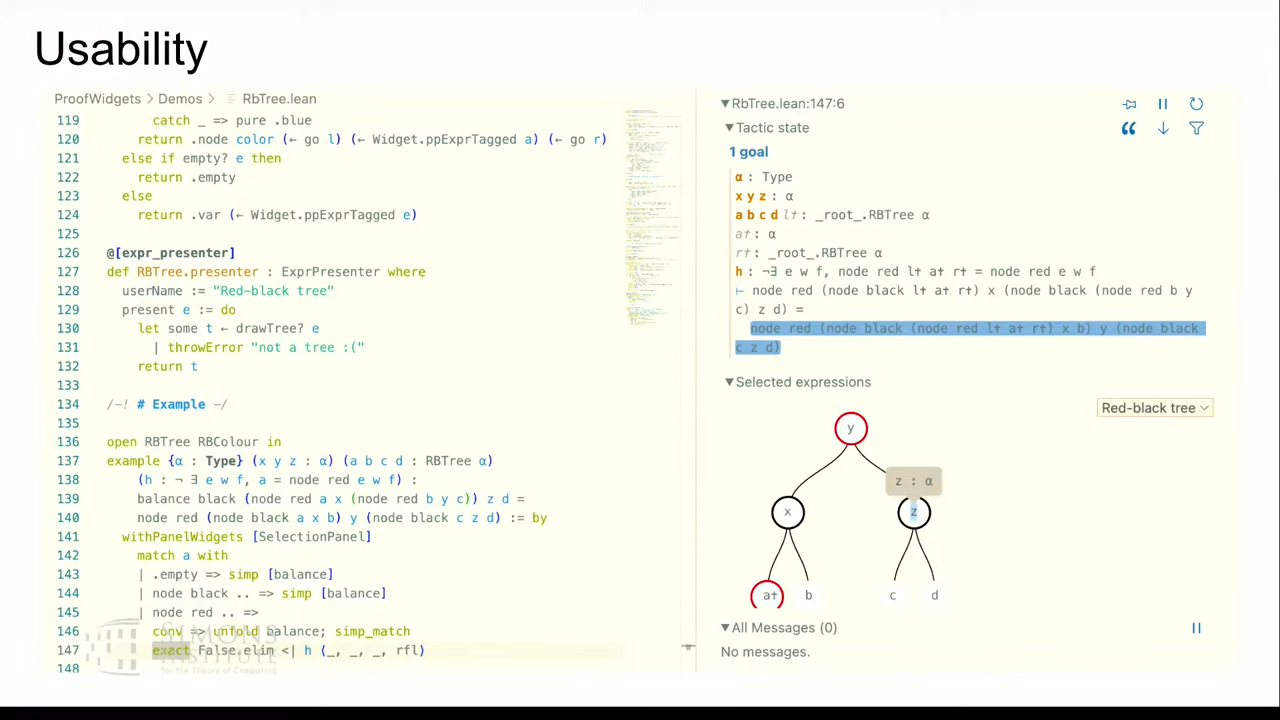 Usability
ProofWidgets > Demos > RbTree.lean
119 catch _ => pure .blue
120 return .node color (← go l) (← Widget.ppExprTagged a) (← go r)
121 else if empty? e then
122 return .empty
123 else
124 return .var (← Widget.ppExprTagged e)
125
126 @[expr_presenter]
127 def RBTree.presenter : ExprPresenter where
128 userName := "Red-black tree"
129 present e := do
130 let some t ← drawTree? e
131 | throwError "not a tree :("
132 return t
133
134 /-! # Example -/
135
136 open RBTree RBColour in
137 example {α : Type} (x y z : α) (a b c d : RBTree α)
138 (h : ¬ ∃ e w f, a = node red e w f) :
139 balance black (node red a x (node red b y c)) z d =
140 node red (node black a x b) y (node black c z d) := by
141 withPanelWidgets [SelectionPanel]
142 match a with
143 | .empty => simp [balance]
144 | node black .. => simp [balance]
145 | node red .. =>
146 conv => unfold balance; simp_match
147 exact False.elim <| h ⟨_, _, _, rfl⟩
148
SIMONS
INSTITUTE
for the Theory of Computing
RbTree.lean:147:6
Tactic state
1 goal
α : Type
x y z : α
a b c d l✝ : _root_.RBTree α
a✝ : α
r✝ : _root_.RBTree α
h : ¬∃ e w f, node red l✝ a✝ r✝ = node red e w f
⊢ node red (node black l✝ a✝ r✝) x (node black (node red b y
c) z d) =
node red (node black (node red l✝ a✝ r✝) x b) y (node black
c z d)
Selected expressions
Red-black tree
y
z : α
x z
a✝ b c d
All Messages (0)
No messages.